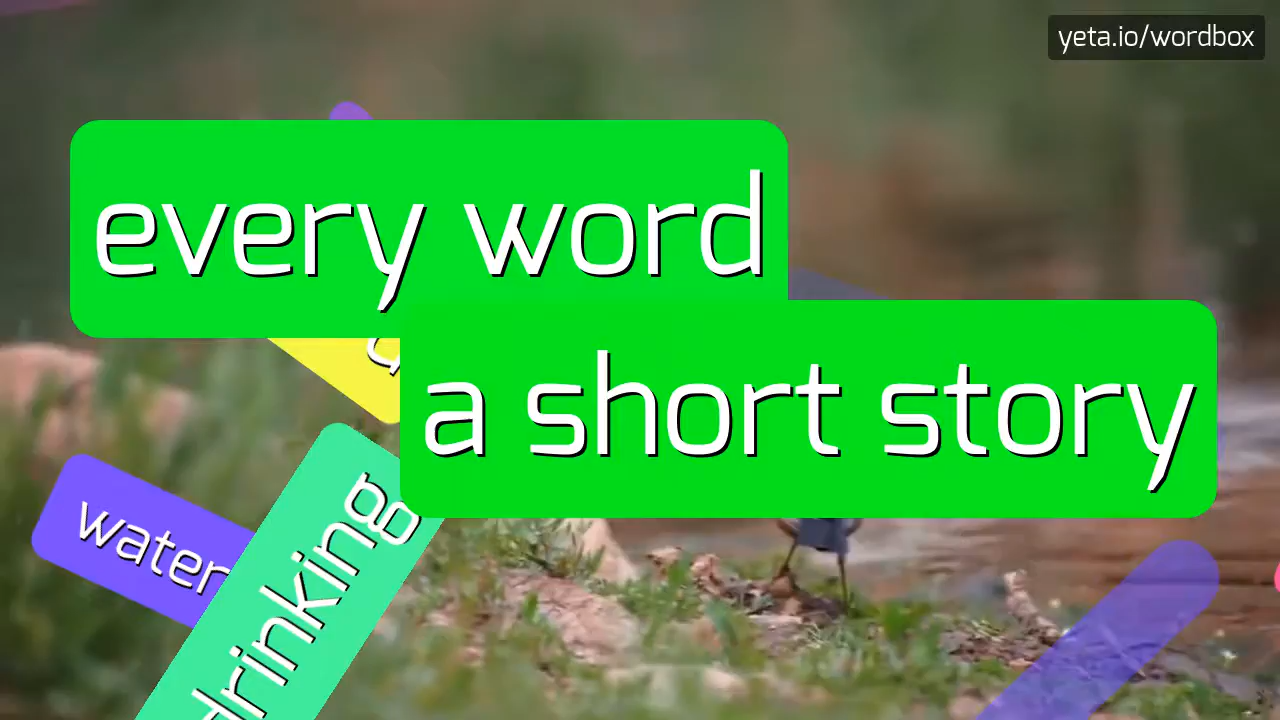 yeta.io/wordbox
every word
a short story
water
drinking